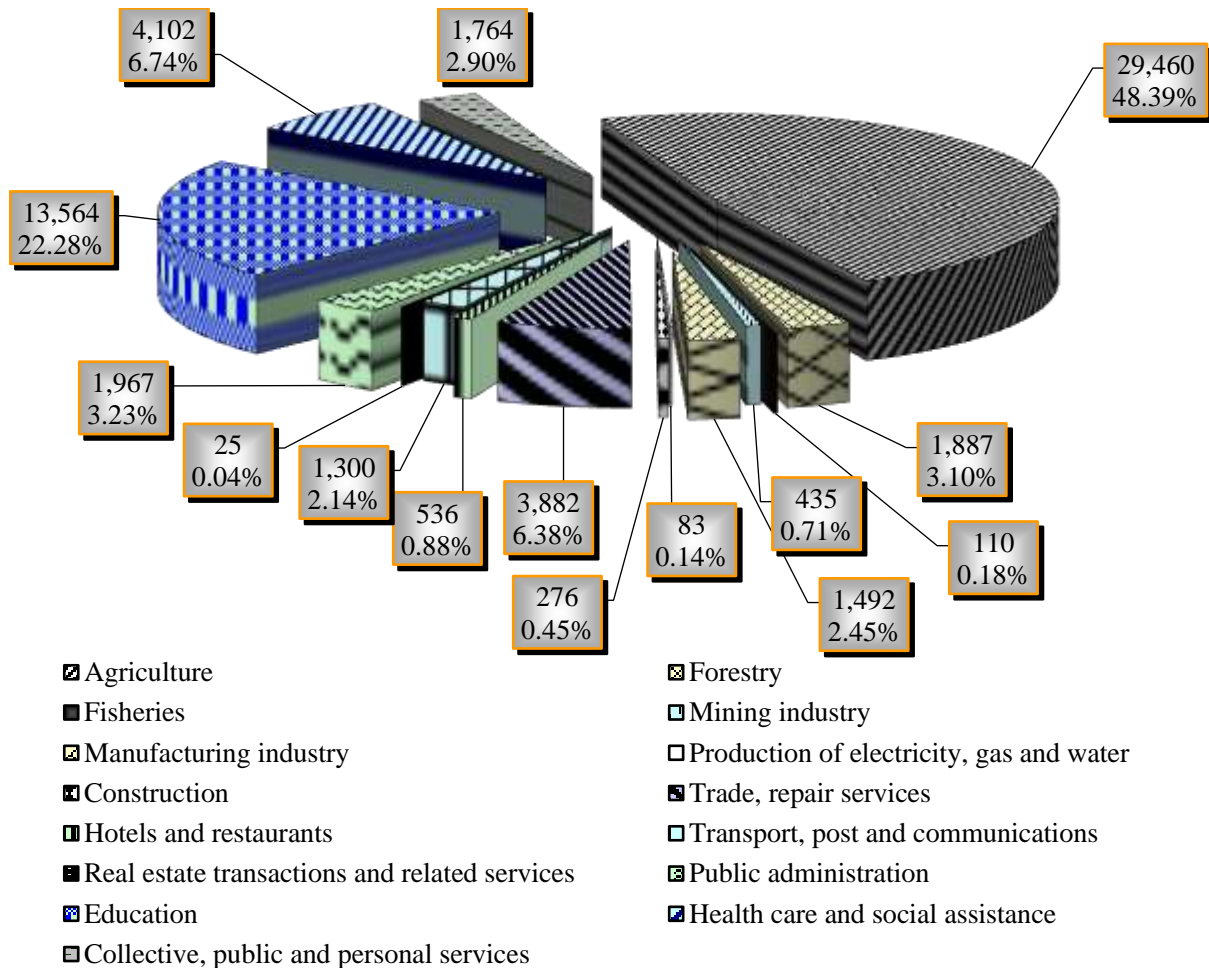 4,102
6.74%
1,764
2.90%
29,460
48.39%
13,564
22.28%
1,967
3.23%
25
0.04%
1,300
2.14%
536
0.88%
3,882
6.38%
276
0.45%
83
0.14%
435
0.71%
1,492
2.45%
110
0.18%
1,887
3.10%
Agriculture
Forestry
Fisheries
Mining industry
Manufacturing industry
Production of electricity, gas and water
Construction
Trade, repair services
Hotels and restaurants
Transport, post and communications
Real estate transactions and related services
Public administration
Education
Health care and social assistance
Collective, public and personal services